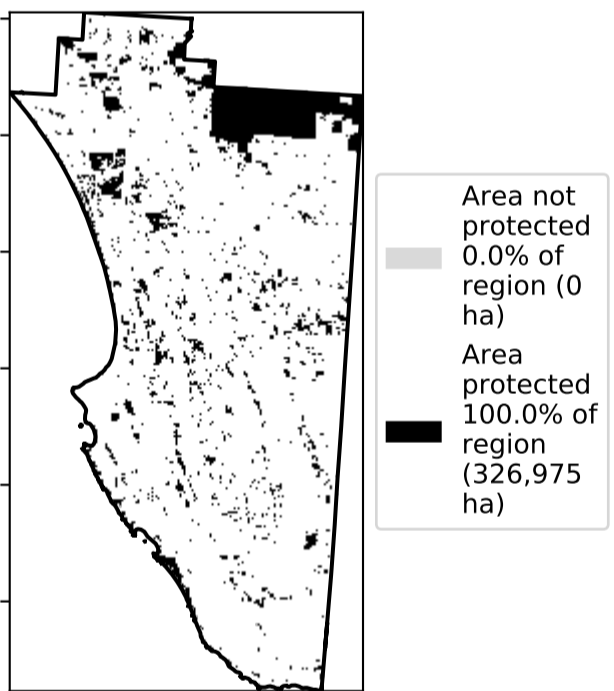 Area not
protected
0.0% of
region (0
ha)
Area
protected
100.0% of
region
(326,975
ha)